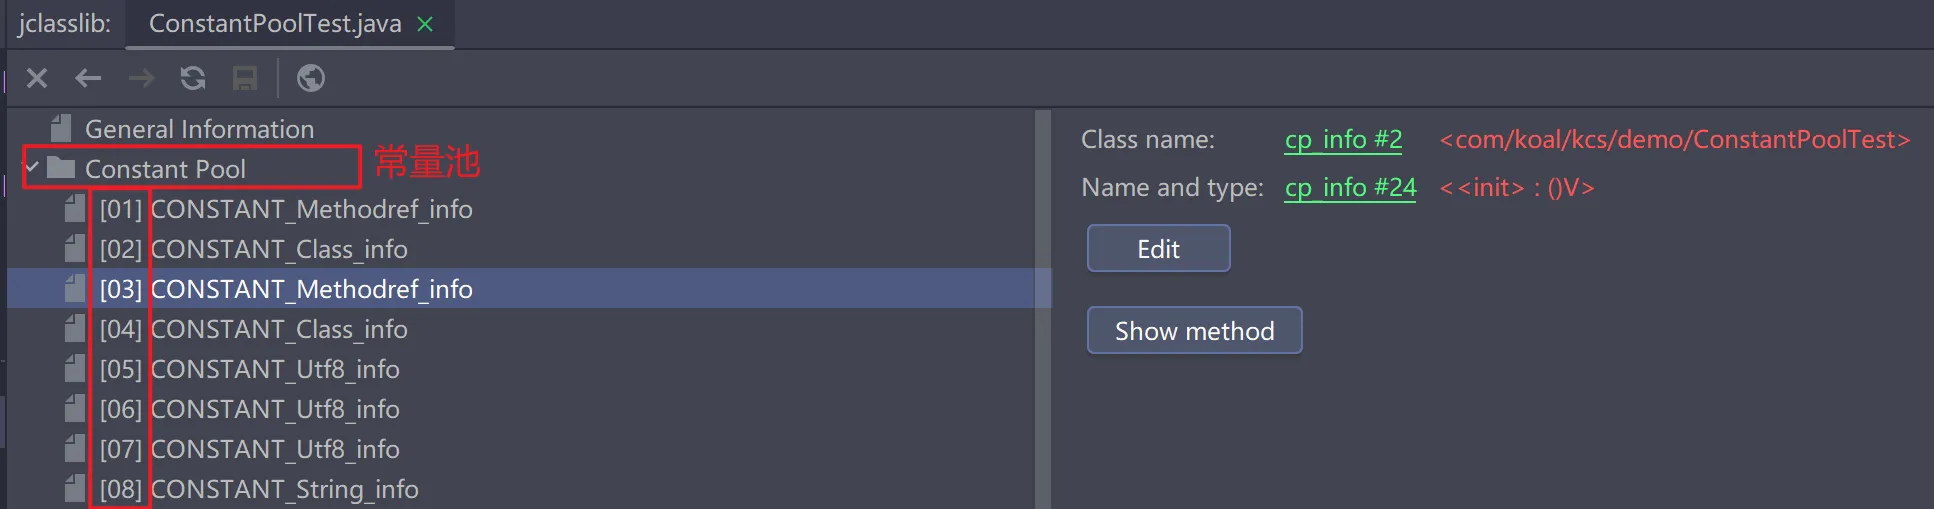 jclasslib: ConstantPoolTest.java
General Information
Constant Pool 常量池
[01] CONSTANT_Methodref_info
[02] CONSTANT_Class_info
[03] CONSTANT_Methodref_info
[04] CONSTANT_Class_info
[05] CONSTANT_Utf8_info
[06] CONSTANT_Utf8_info
[07] CONSTANT_Utf8_info
[08] CONSTANT_String_info
Class name: cp_info #2 <com/koal/kcs/demo/ConstantPoolTest>
Name and type: cp_info #24 <<init> : ()V>
Edit
Show method